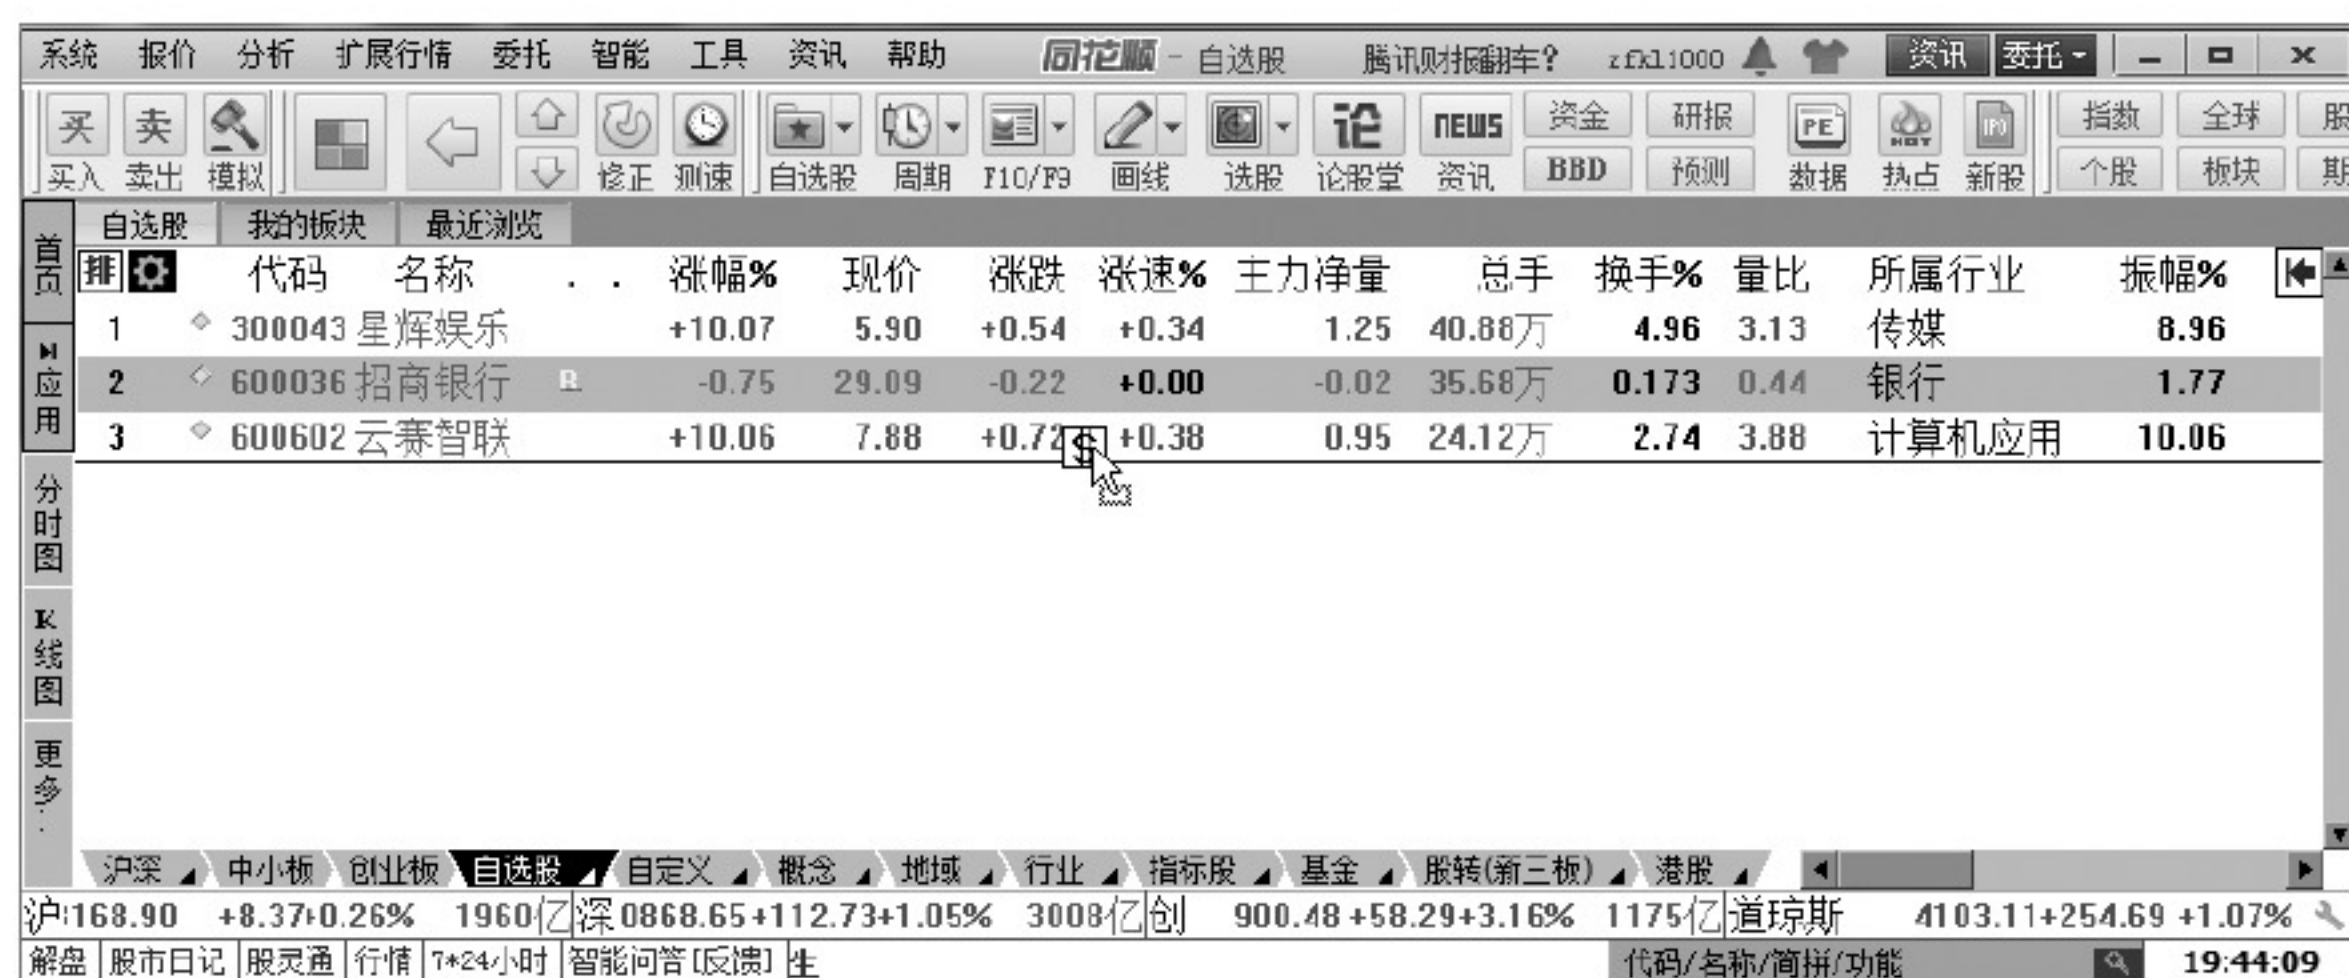 系统 报价 分析 扩展行情 委托 智能 工具 资讯 帮助 同花顺 - 自选股 腾讯财报翻车? zfxl1000 资讯 委托
买 卖 论 NEWS 资金 研报 PE HOT IPO 指数 全球 股
买入 卖出 模拟 修正 测速 自选股 周期 F10/F9 画线 选股 论股堂 资讯 BBD 预测 数据 热点 新股 个股 板块 期
首页 自选股 我的板块 最近浏览
排 代码 名称 . . 涨幅% 现价 涨跌 涨速% 主力净量 总手 换手% 量比 所属行业 振幅%
1 300043 星辉娱乐 +10.07 5.90 +0.54 +0.34 1.25 40.88万 4.96 3.13 传媒 8.96
应用 2 600036 招商银行 R -0.75 29.09 -0.22 +0.00 -0.02 35.68万 0.173 0.44 银行 1.77
3 600602 云赛智联 +10.06 7.88 +0.72 S +0.38 0.95 24.12万 2.74 3.88 计算机应用 10.06
分时图
K线图
更多..
沪深 中小板 创业板 自选股 自定义 概念 地域 行业 指标股 基金 股转(新三板) 港股
沪 168.90 +8.37 0.26% 1960亿 深 0868.65 +112.73 +1.05% 3008亿 创 900.48 +58.29 +3.16% 1175亿 道琼斯 4103.11 +254.69 +1.07%
解盘 股市日记 股灵通 行情 7*24小时 智能问答[反馈] 代码/名称/简拼/功能 19:44:09